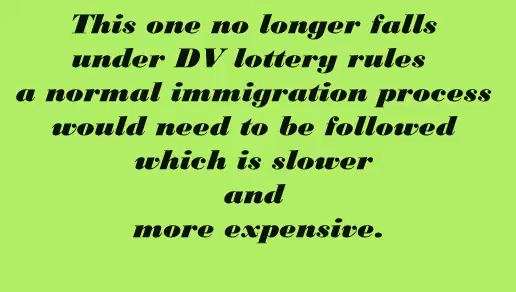 This one no longer falls
under DV lottery rules
a normal immigration process
would need to be followed
which is slower
and
more expensive.